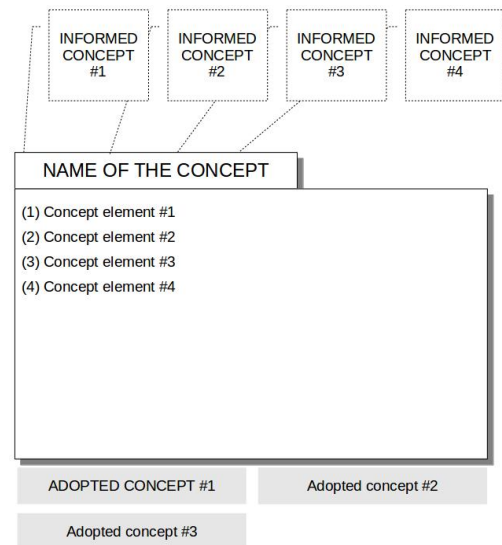 INFORMED
CONCEPT
#1
INFORMED
CONCEPT
#2
INFORMED
CONCEPT
#3
INFORMED
CONCEPT
#4
NAME OF THE CONCEPT
(1) Concept element #1
(2) Concept element #2
(3) Concept element #3
(4) Concept element #4
ADOPTED CONCEPT #1
Adopted concept #2
Adopted concept #3